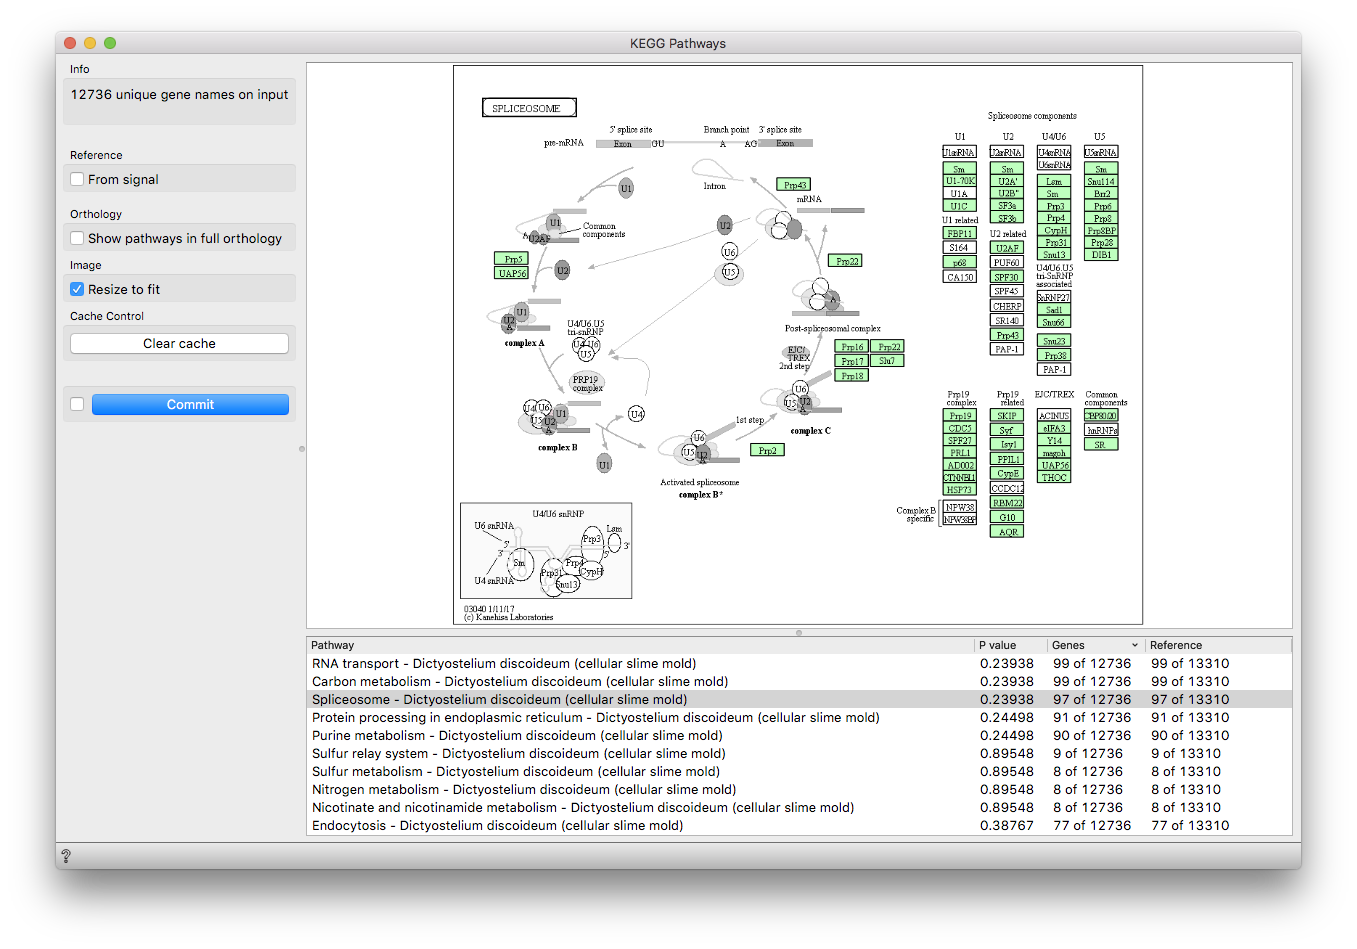 KEGG Pathways
Info
12736 unique gene names on input
Reference
From signal
Orthology
Show pathways in full orthology
Image
Resize to fit
Cache Control
Clear cache
Commit
SPLICEOSOME
5' splice site
Branch point
3' splice site
pre-mRNA
Exon
GU
A
AG
Exon
U1
Intron
Prp43
mRNA
U1
A
U2AF
Common
components
U2
U6
U5
Prp5
UAP56
U2
Prp22
U1
U2
A
complex A
U4/U6.U5
tri-snRNP
U4 U6
U5
A
Post-spliceosomal complex
EJC/
TREX
2nd step
Prp16
Prp22
Prp17
Slu7
Prp18
PRP19
complex
U4 U6
U1
U5
U2
A
complex B
U4
U1
U6
U5
U2
A
1st step
Prp2
Activated spliceosome
complex B*
U6
U5
U2
A
complex C
U4/U6 snRNP
U6 snRNA
5'
3'
U4 snRNA
Sm
Prp31
Snu13
Prp4
CypH
Prp3
Lsm
3'
5'
03040 1/11/17
(c) Kanehisa Laboratories
Spliceosome components
U1
U2
U4/U6
U5
U1snRNA
U2snRNA
U4snRNA
U5snRNA
U6snRNA
Sm
Sm
Lsm
Sm
U1-70K
U2A'
Sm
Snu114
U1A
U2B"
Prp3
Brr2
U1C
SF3a
Prp4
Prp6
SF3b
CypH
Prp8
Prp31
Prp8BP
Snu13
Prp28
DIB1
U1 related
FBP11
S164
p68
CA150
U2 related
U2AF
PUF60
SPF30
SPF45
CHERP
SR140
Prp43
PAP-1
U4/U6.U5
tri-SnRNP
associated
SnRNP27
Sad1
Snu66
Snu23
Prp38
PAP-1
Prp19
complex
Prp19
related
EJC/TREX
Common
components
Prp19
SKIP
ACINUS
CBP80/20
CDC5
Syf
eIF3A
hnRNPs
SPF27
Isy1
Y14
SR
PRL1
PPIL1
magoh
AD002
CypE
UAP56
CTNNBL1
CCDC12
THOC
HSP73
RBM22
G10
AQR
Complex B
specific
NPW38
NPW38BP
Pathway
P value
Genes
Reference
RNA transport - Dictyostelium discoideum (cellular slime mold) 0.23938 99 of 12736 99 of 13310
Carbon metabolism - Dictyostelium discoideum (cellular slime mold) 0.23938 99 of 12736 99 of 13310
Spliceosome - Dictyostelium discoideum (cellular slime mold) 0.23938 97 of 12736 97 of 13310
Protein processing in endoplasmic reticulum - Dictyostelium discoideum (cellular slime mold) 0.24498 91 of 12736 91 of 13310
Purine metabolism - Dictyostelium discoideum (cellular slime mold) 0.24498 90 of 12736 90 of 13310
Sulfur relay system - Dictyostelium discoideum (cellular slime mold) 0.89548 9 of 12736 9 of 13310
Sulfur metabolism - Dictyostelium discoideum (cellular slime mold) 0.89548 8 of 12736 8 of 13310
Nitrogen metabolism - Dictyostelium discoideum (cellular slime mold) 0.89548 8 of 12736 8 of 13310
Nicotinate and nicotinamide metabolism - Dictyostelium discoideum (cellular slime mold) 0.89548 8 of 12736 8 of 13310
Endocytosis - Dictyostelium discoideum (cellular slime mold) 0.38767 77 of 12736 77 of 13310
?